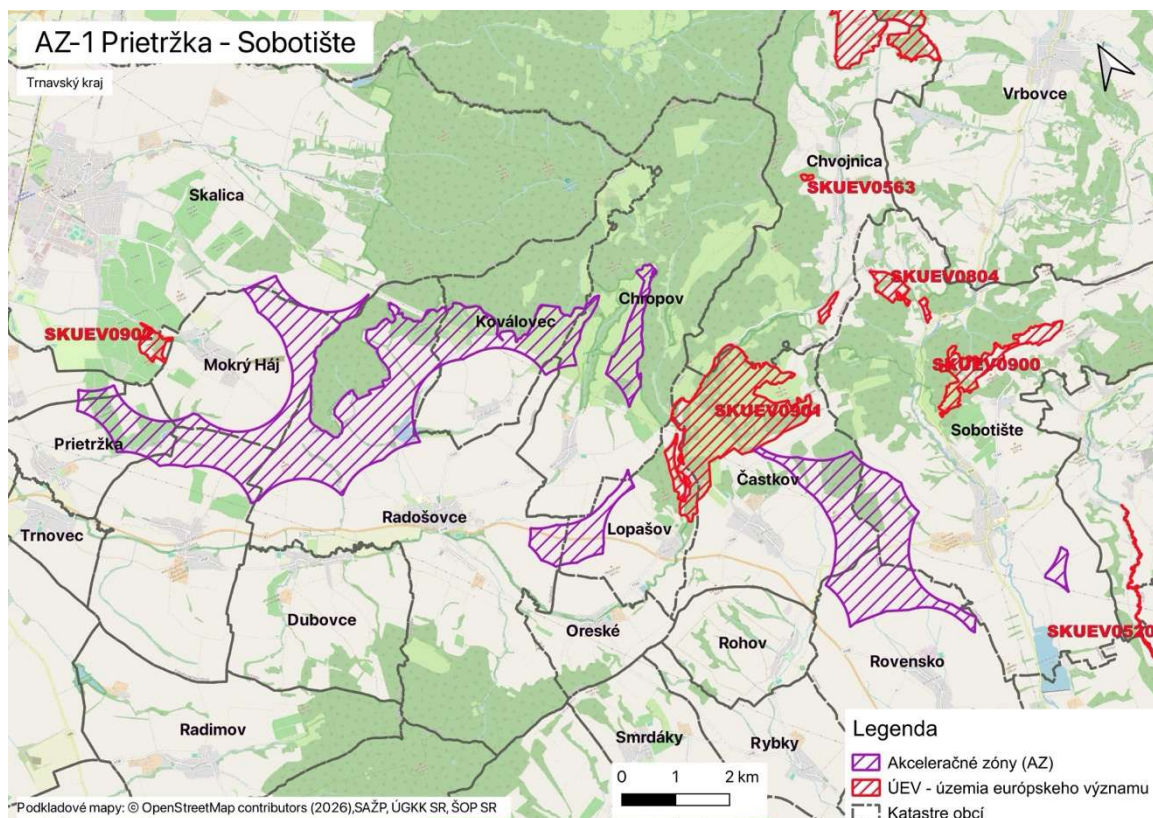 AZ-1 Prietržka - Sobotište
Trnavský kraj
Vrbovce
Chvojnica
SKUEV0563
Skalica
SKUEV0804
Chropov
Koválovec
SKUEV0902
Mokrý Háj
SKUEV0900
SKUEV0901
Sobotište
Prietržka
Častkov
Radošovce
Lopašov
Trnovec
Dubovce
Oreské
SKUEV0520
Rohov
Rovensko
Radimov
Smrdáky
Rybky
Legenda
Akceleračné zóny (AZ)
ÚEV - územia európskeho významu
Katastre obcí
0 1 2 km
Podkladové mapy: © OpenStreetMap contributors (2026),SAŽP, ÚGKK SR, ŠOP SR